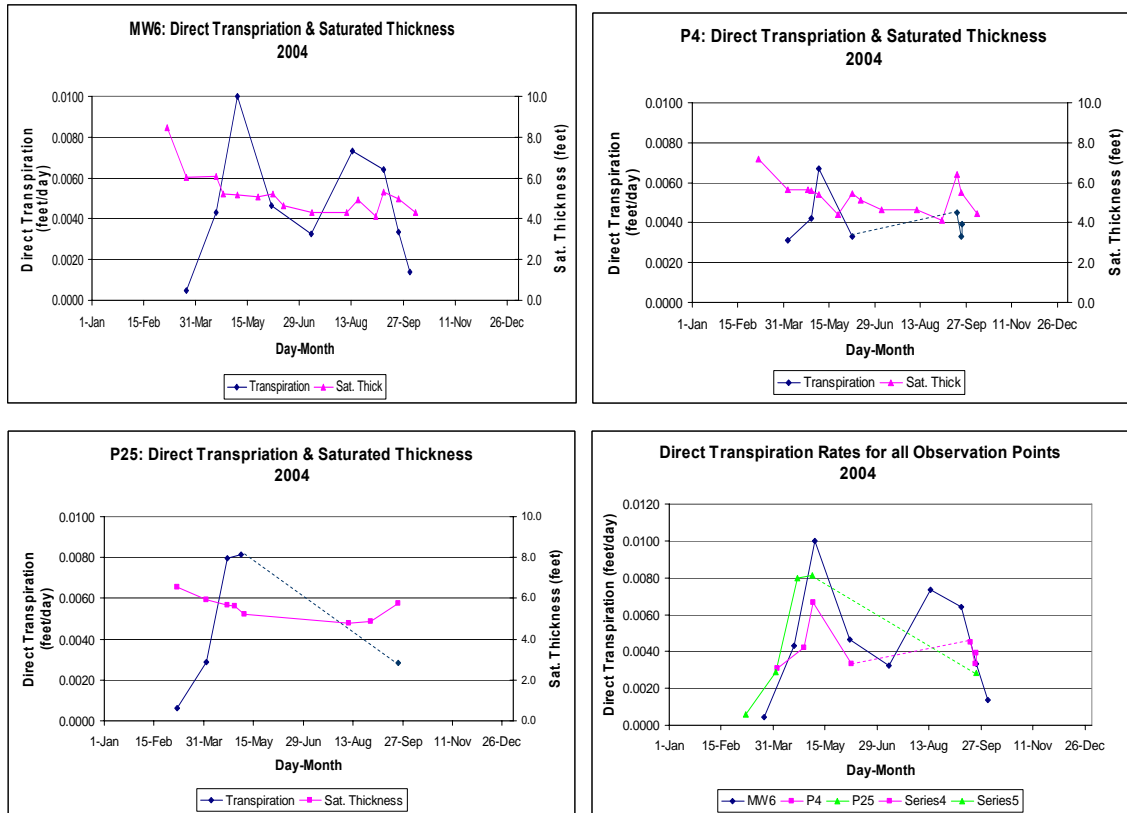 MW6: Direct Transpriation & Saturated Thickness
2004
Direct Transpiration
(feet/day)
0.0100
0.0080
0.0060
0.0040
0.0020
0.0000
10.0
8.0
6.0
4.0
2.0
0.0
Sat. Thickness (feet)
1-Jan 15-Feb 31-Mar 15-May 29-Jun 13-Aug 27-Sep 11-Nov 26-Dec
Day-Month
Transpiration Sat. Thick
P4: Direct Transpriation & Saturated Thickness
2004
Direct Transpiration
(feet/day)
0.0100
0.0080
0.0060
0.0040
0.0020
0.0000
10.0
8.0
6.0
4.0
2.0
0.0
Sat. Thickness (feet)
1-Jan 15-Feb 31-Mar 15-May 29-Jun 13-Aug 27-Sep 11-Nov 26-Dec
Day-Month
Transpiration Sat. Thick
P25: Direct Transpriation & Saturated Thickness
2004
Direct Transpiration
(feet/day)
0.0100
0.0080
0.0060
0.0040
0.0020
0.0000
10.0
8.0
6.0
4.0
2.0
0.0
Sat. Thickness (feet)
1-Jan 15-Feb 31-Mar 15-May 29-Jun 13-Aug 27-Sep 11-Nov 26-Dec
Day-Month
Transpiration Sat. Thickness
Direct Transpiration Rates for all Observation Points
2004
Direct Transpiration (feet/day)
0.0120
0.0100
0.0080
0.0060
0.0040
0.0020
0.0000
1-Jan 15-Feb 31-Mar 15-May 29-Jun 13-Aug 27-Sep 11-Nov 26-Dec
Day-Month
MW6 P4 P25 Series4 Series5